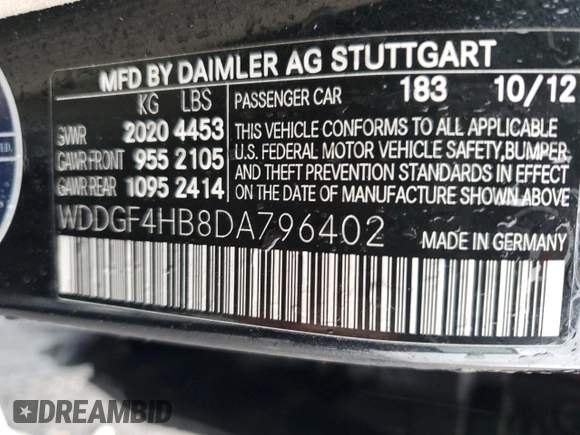 MFD BY DAIMLER AG STUTTGART
KG LBS
GVWR 2020 4453
GAWR FRONT 955 2105
GAWR REAR 1095 2414
PASSENGER CAR 183 10/12
THIS VEHICLE CONFORMS TO ALL APPLICABLE
U.S. FEDERAL MOTOR VEHICLE SAFETY, BUMPER,
AND THEFT PREVENTION STANDARDS IN EFFECT
ON THE DATE OF MANUFACTURE SHOWN ABOVE
WDDGF4HB8DA796402
MADE IN GERMANY
DREAMBID